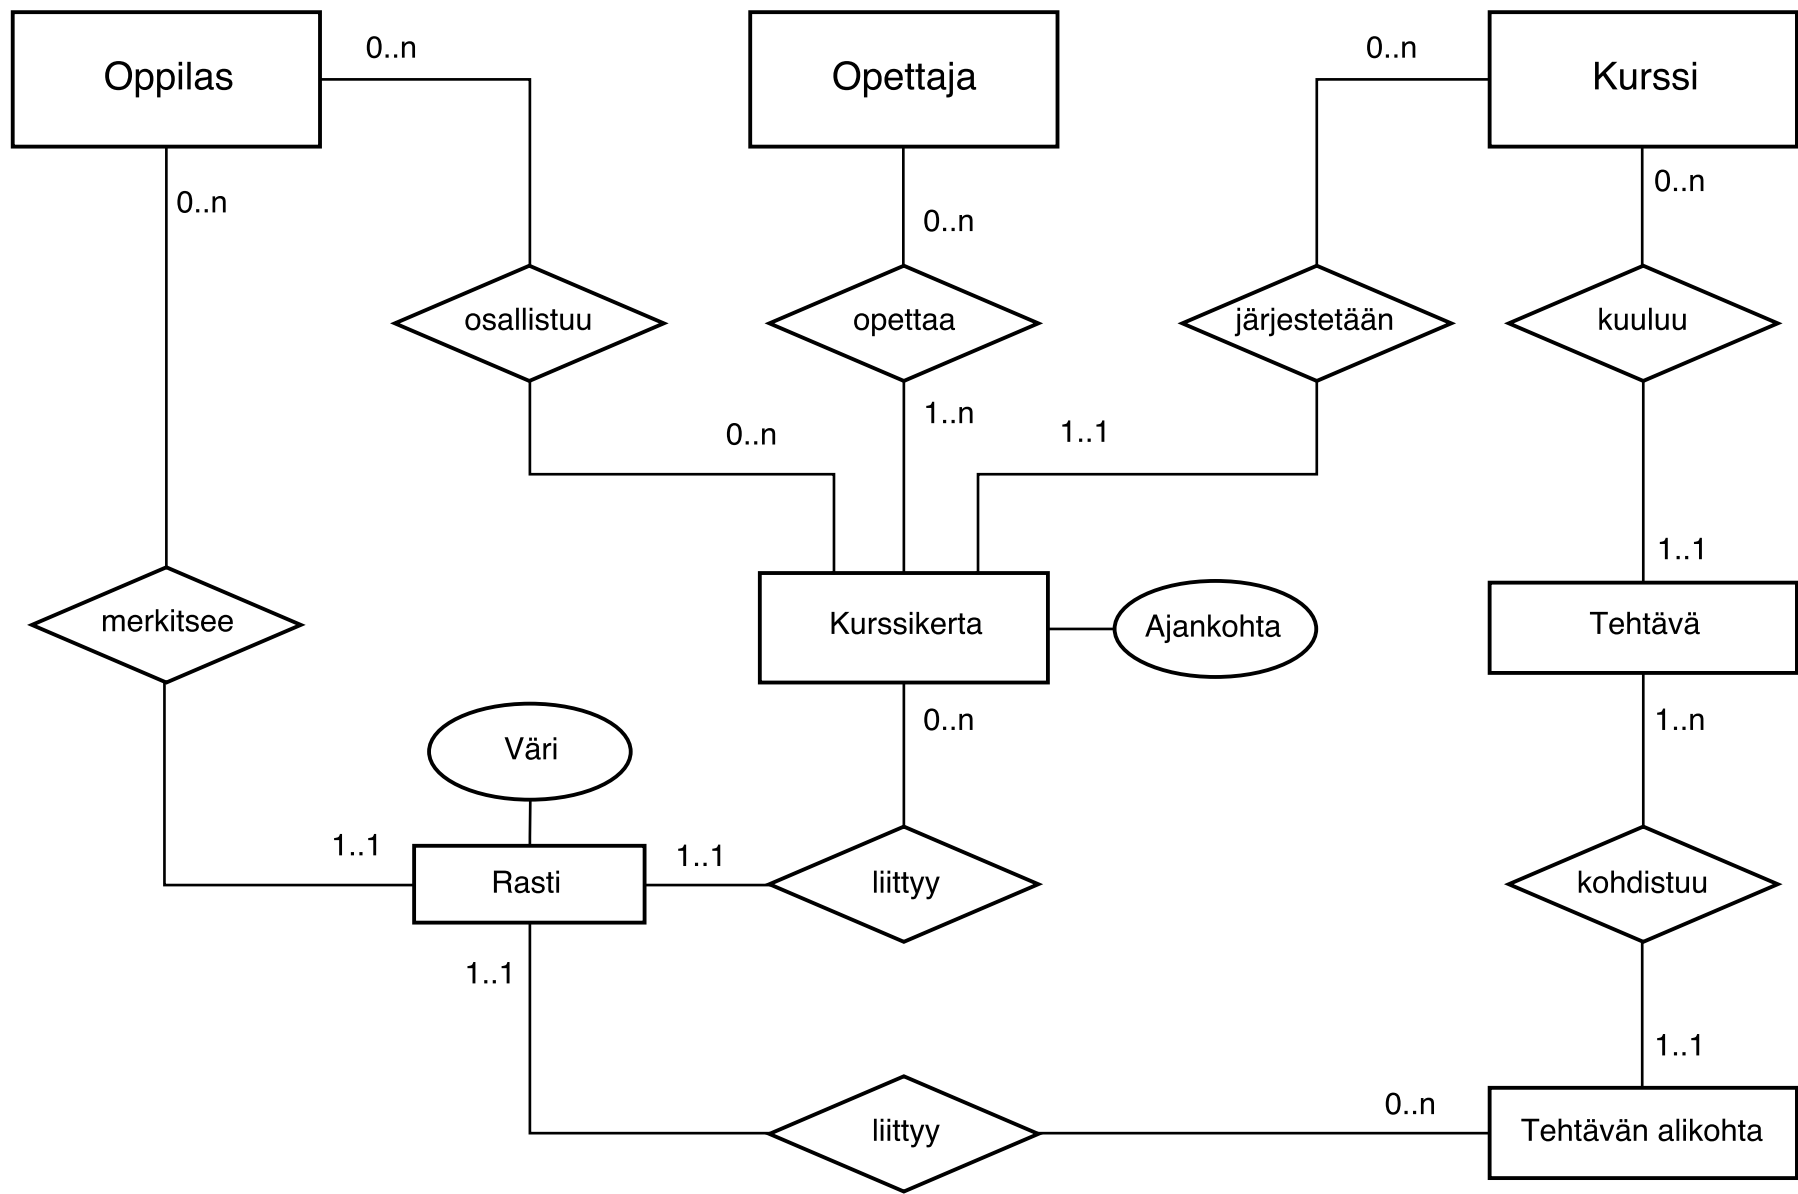 Oppilas
0..n
Opettaja
0..n
Kurssi
0..n
0..n
0..n
osallistuu
opettaa
järjestetään
kuuluu
0..n
1..n
1..1
1..1
merkitsee
Kurssikerta
Ajankohta
Tehtävä
0..n
1..n
Väri
1..1
Rasti
1..1
liittyy
kohdistuu
1..1
1..1
liittyy
0..n
Tehtävän alikohta